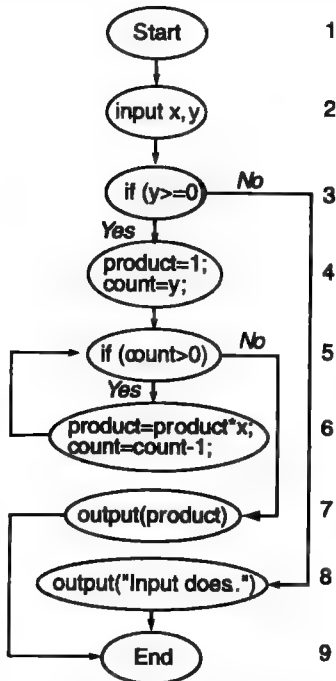 Start 1
input x,y 2
if (y>=0) No 3
Yes
product=1; 4
count=y;
if (count>0) No 5
Yes
product=product*x; 6
count=count-1;
output(product) 7
output("Input does.") 8
End 9